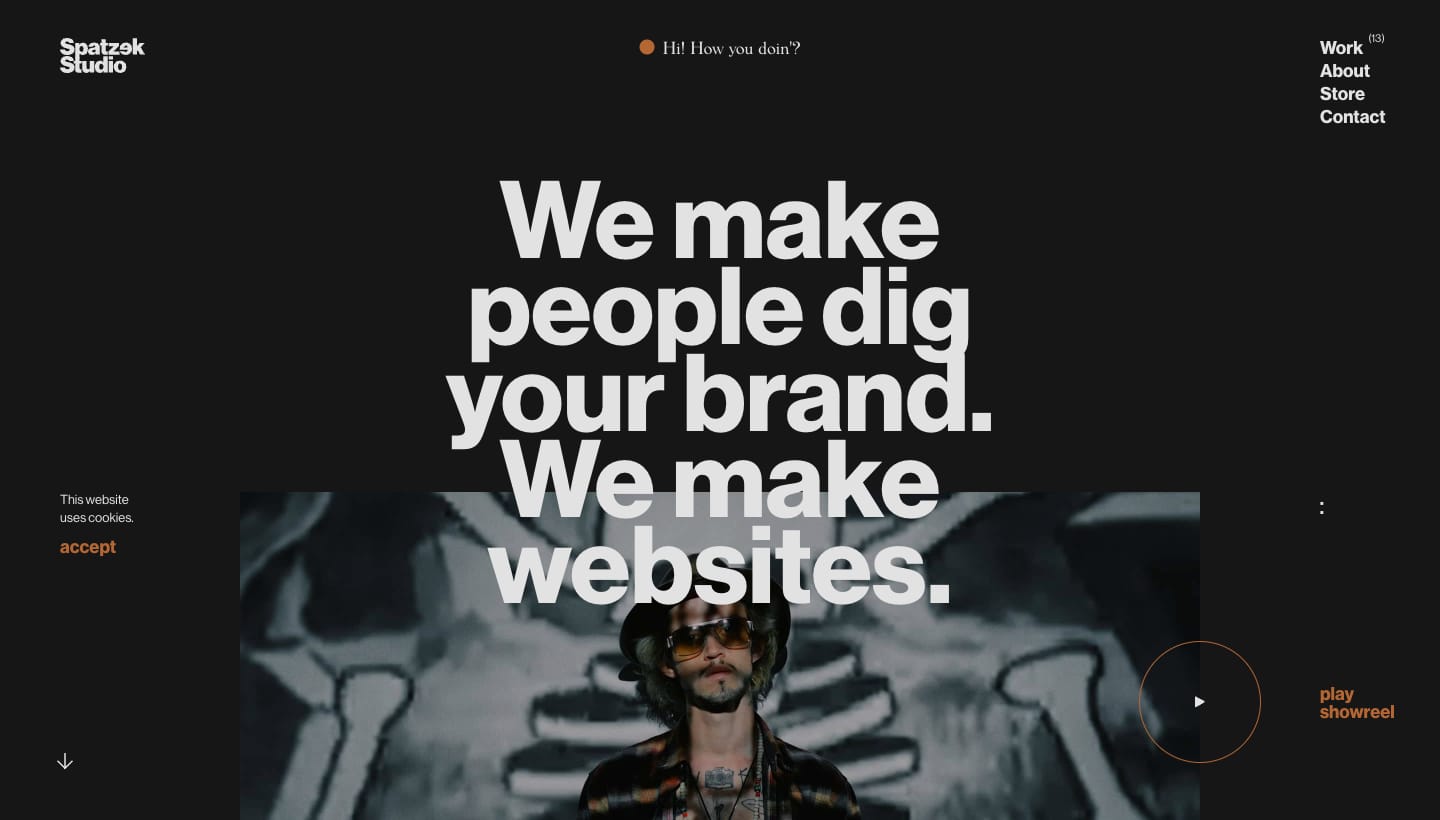 Spatzek
Studio
Hi! How you doin'?
Work (13)
About
Store
Contact
We make
people dig
your brand.
We make
websites.
This website
uses cookies.
accept
:
play
showreel